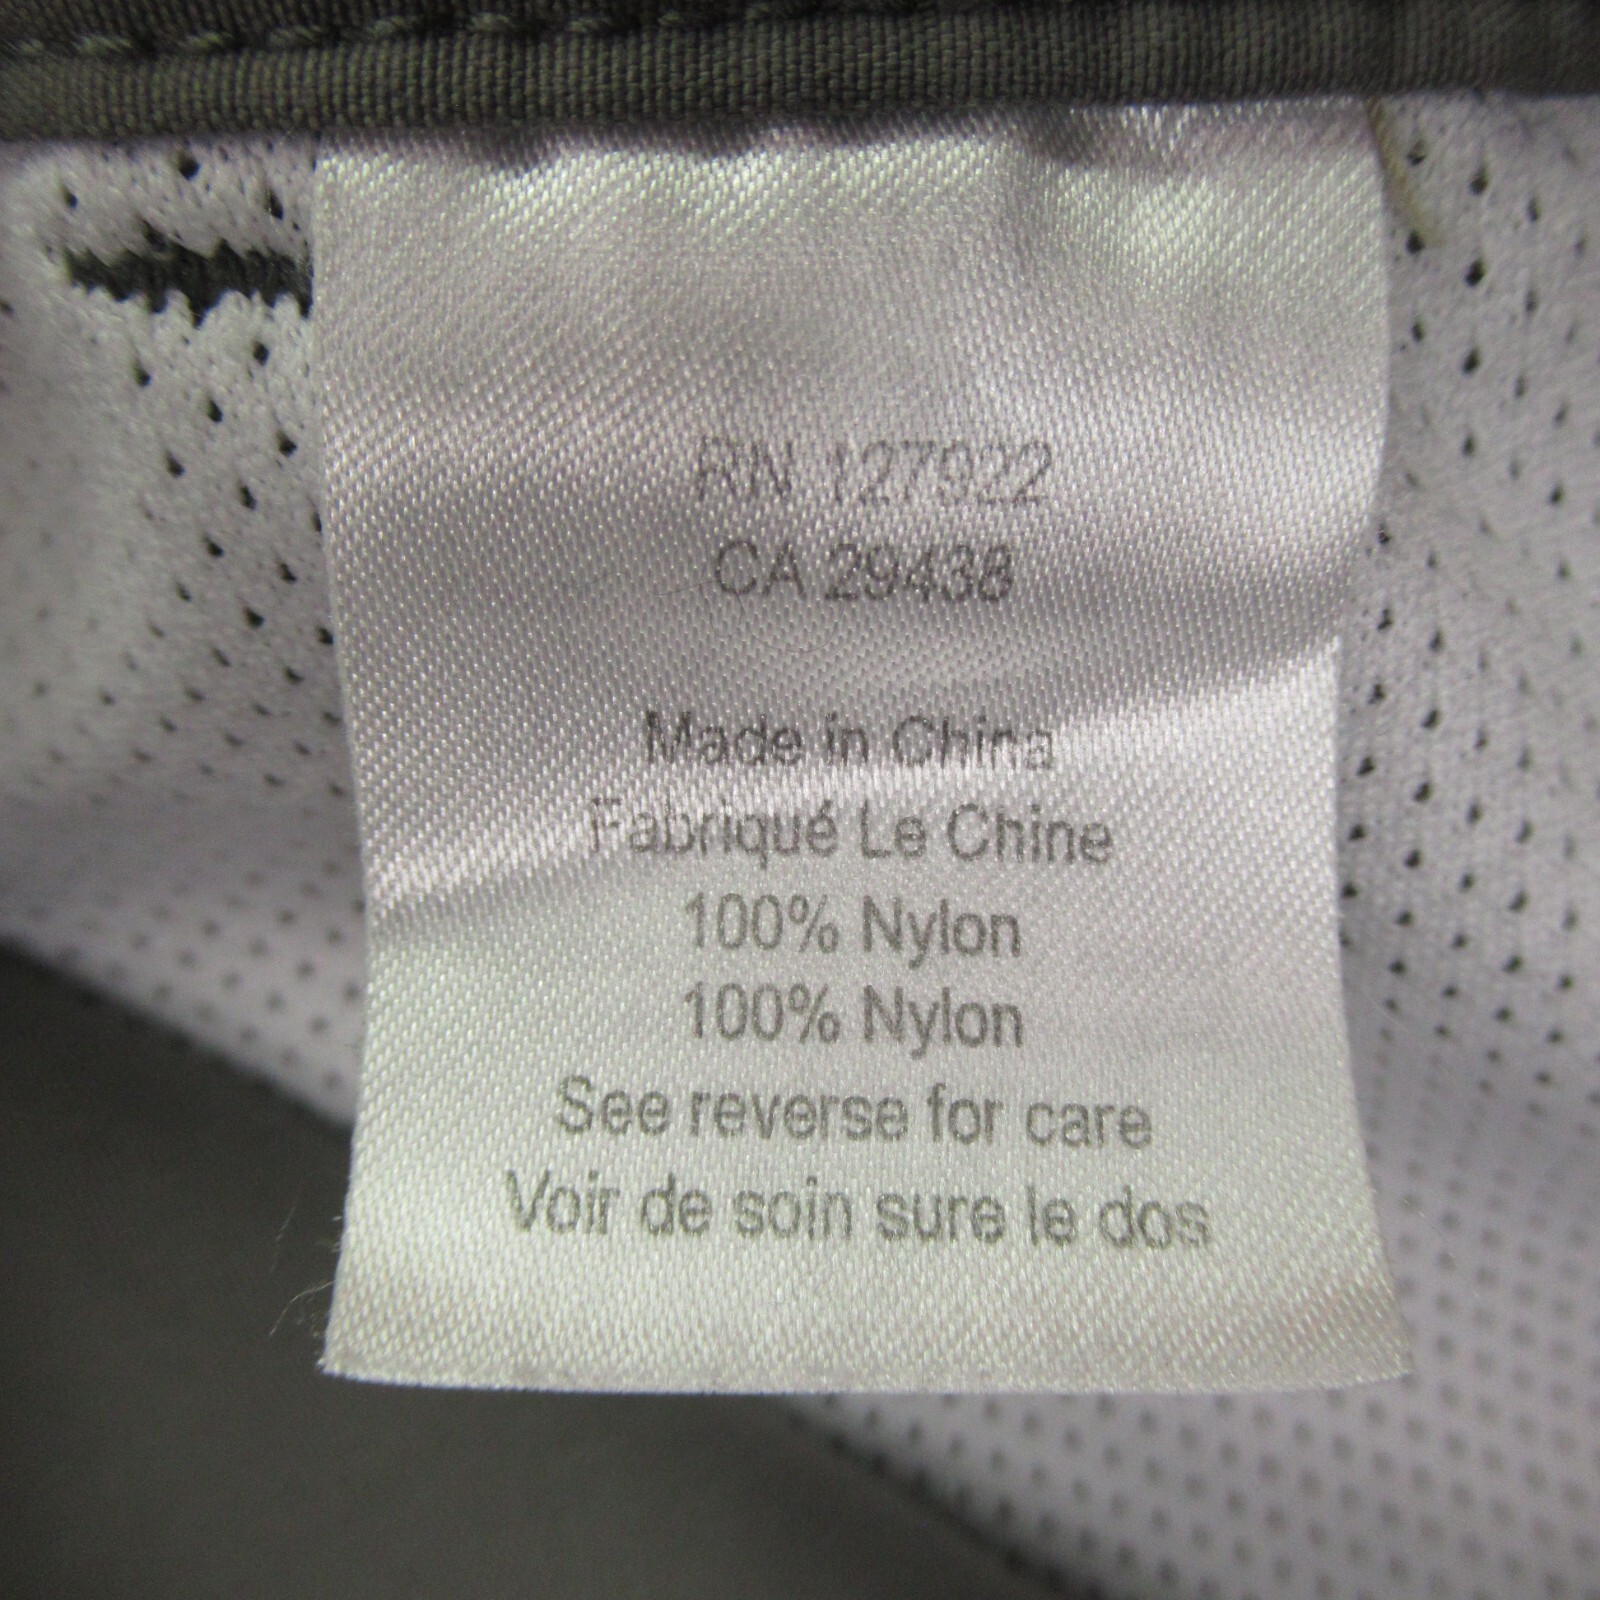 RN 127922
CA 29438
Made in China
Fabriqué Le Chine
100% Nylon
100% Nylon
See reverse for care
Voir de soin sure le dos